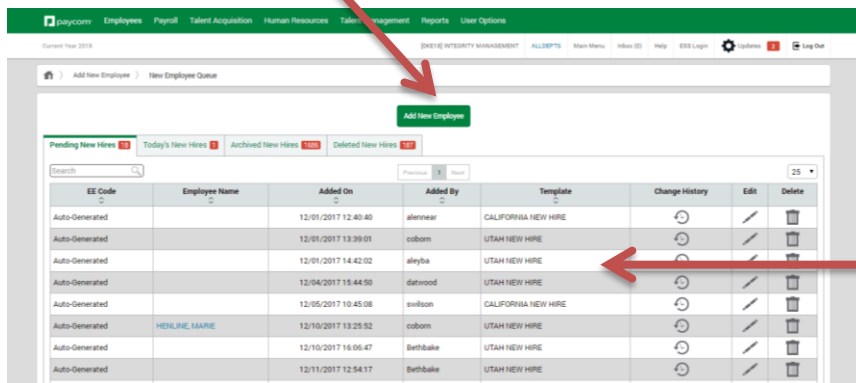 paycom Employees Payroll Talent Acquisition Human Resources Talent Management Reports User Options
Current Year 2018 [0KE18] INTEGRITY MANAGEMENT ALLDEPTS Main Menu Inbox (0) Help ESS Login Updates 2 Log Out
Add New Employee New Employee Queue
Add New Employee
Pending New Hires 18 Today's New Hires 1 Archived New Hires 1686 Deleted New Hires 187
Search Previous 1 Next 25
EE Code Employee Name Added On Added By Template Change History Edit Delete
Auto-Generated 12/01/2017 12:40:40 alennear CALIFORNIA NEW HIRE
Auto-Generated 12/01/2017 13:39:01 coborn UTAH NEW HIRE
Auto-Generated 12/01/2017 14:42:02 aleyba UTAH NEW HIRE
Auto-Generated 12/04/2017 15:44:50 datwood UTAH NEW HIRE
Auto-Generated 12/05/2017 10:45:08 swilson CALIFORNIA NEW HIRE
Auto-Generated HENLINE, MARIE 12/10/2017 13:25:52 coborn UTAH NEW HIRE
Auto-Generated 12/10/2017 16:06:47 Bethbake UTAH NEW HIRE
Auto-Generated 12/11/2017 12:54:17 Bethbake UTAH NEW HIRE